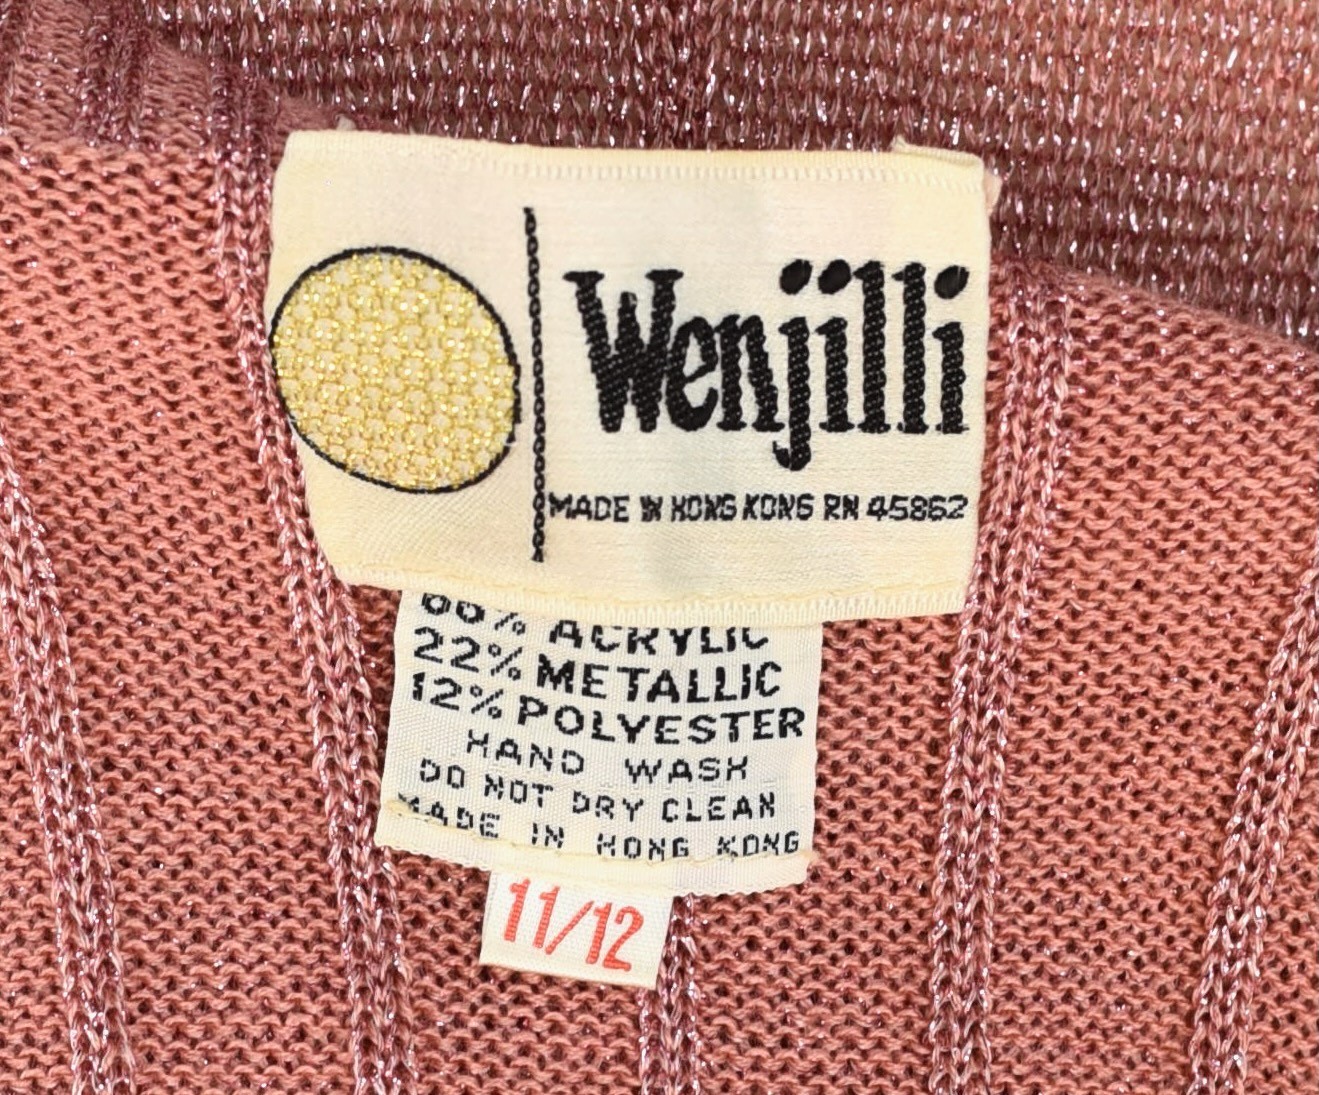 Wenjilli
MADE IN HONG KONG RN 45862
66% ACRYLIC
22% METALLIC
12% POLYESTER
HAND WASH
DO NOT DRY CLEAN
MADE IN HONG KONG
11/12